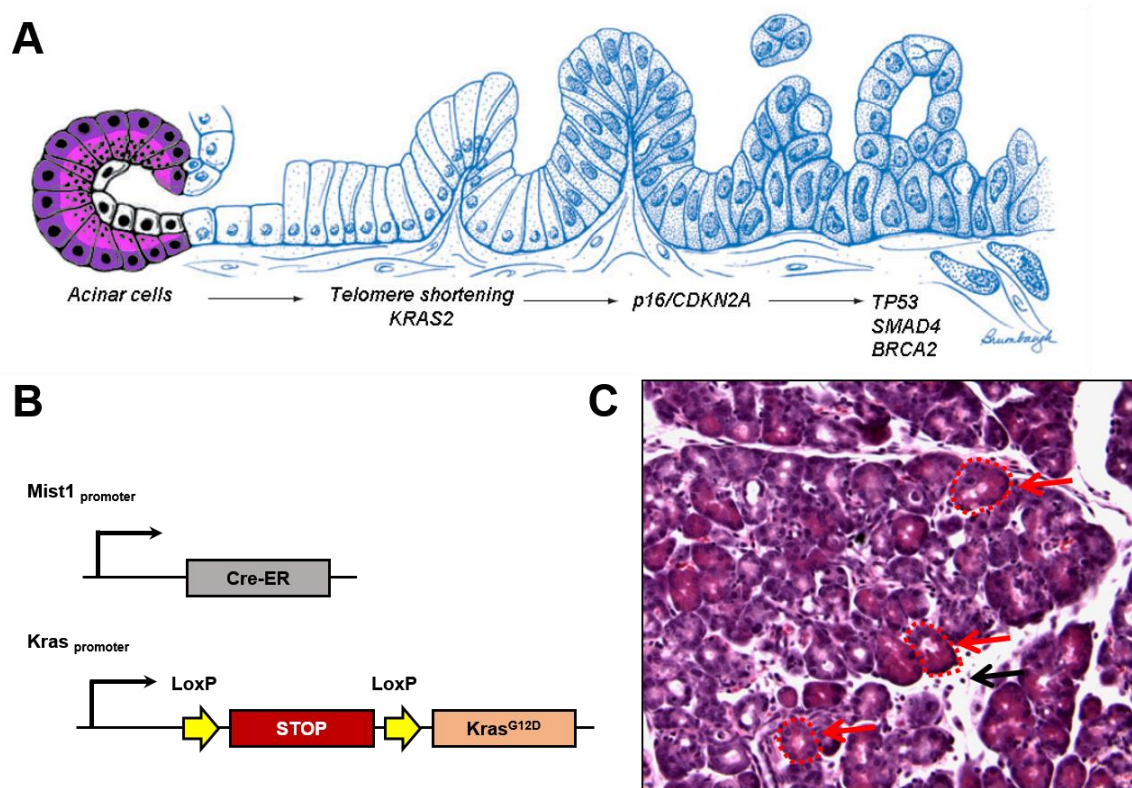 A
Acinar cells
Telomere shortening
KRAS2
p16/CDKN2A
TP53
SMAD4
BRCA2
Brumbaugh
B
Mist1 promoter
Cre-ER
Kras promoter
LoxP
LoxP
STOP
KrasG12D
C